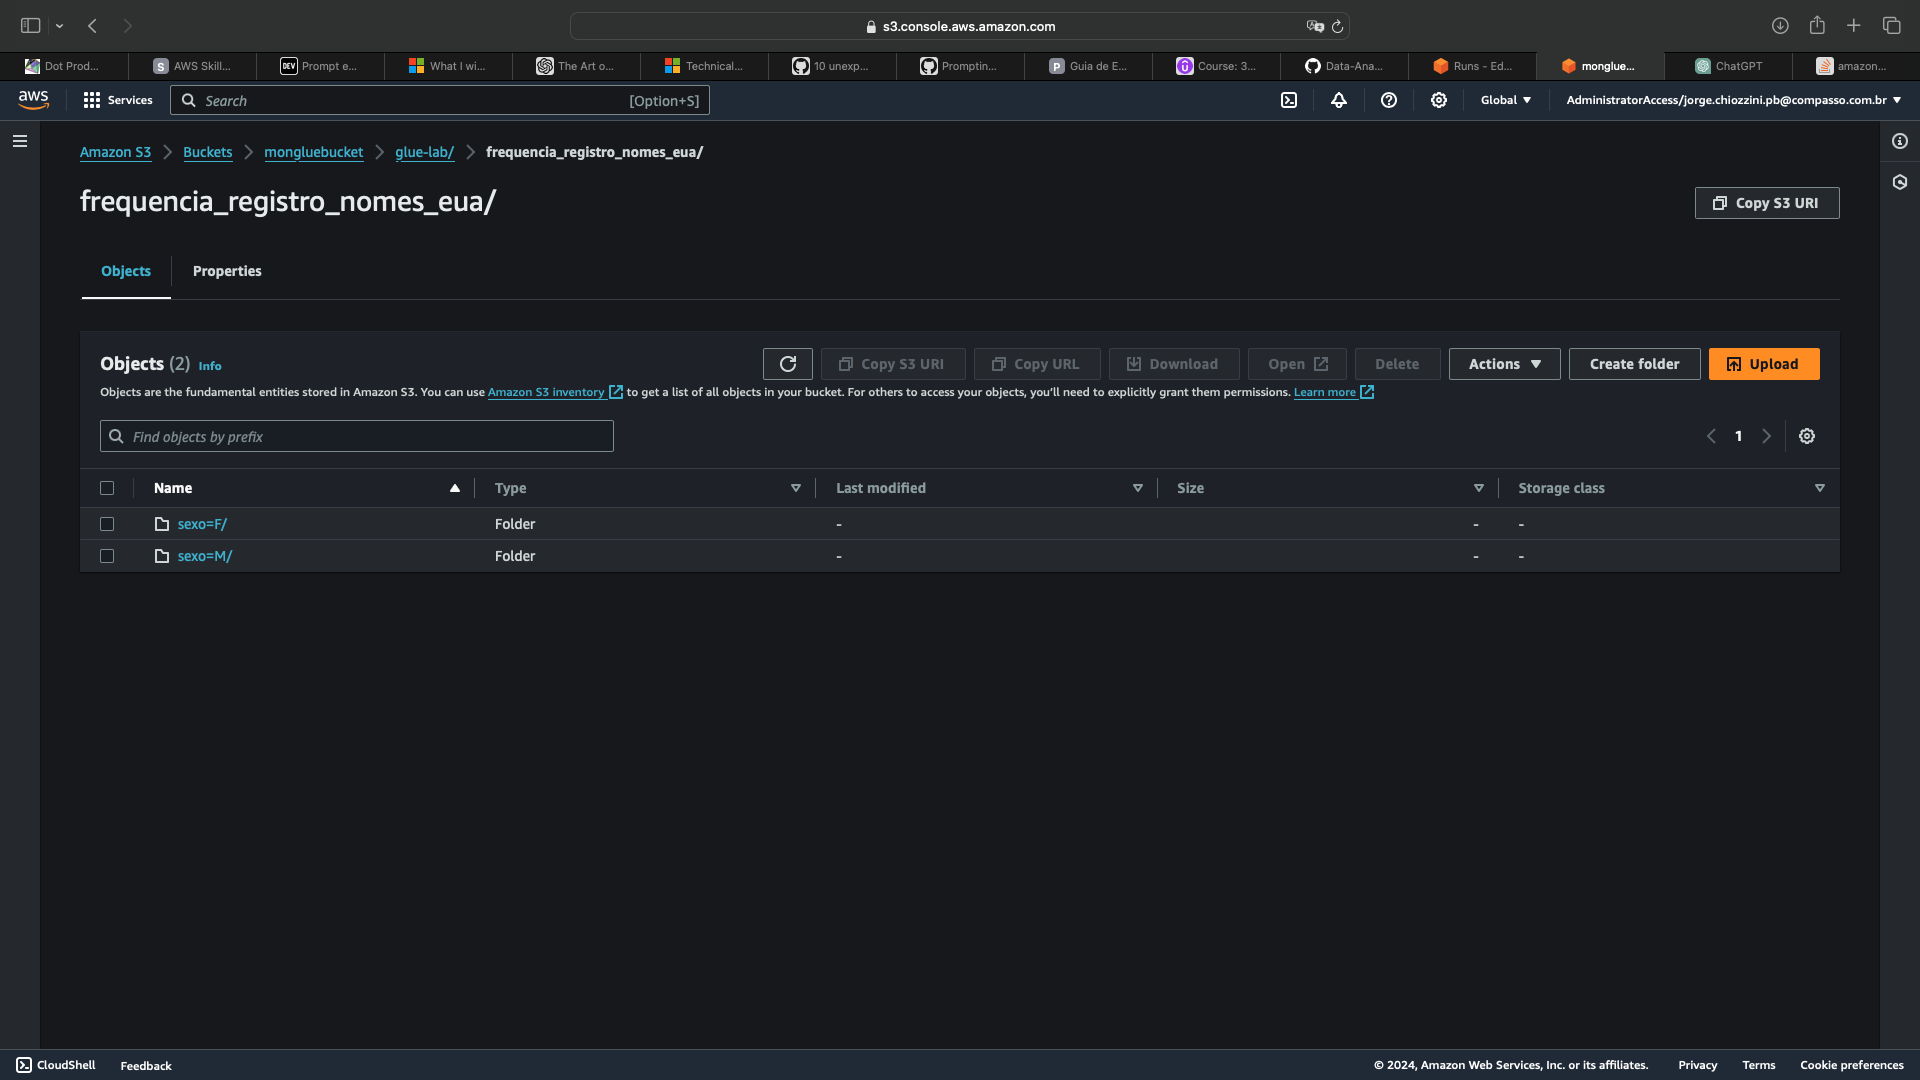 s3.console.aws.amazon.com
Dot Prod...
AWS Skill...
DEV
Prompt e...
What I wi...
The Art o...
Technical...
10 unexp...
Promptin...
Guia de E...
Course: 3...
Data-Ana...
Runs - Ed...
monglue...
ChatGPT
amazon...
aws
Services
Search
[Option+S]
Global
AdministratorAccess/jorge.chiozzini.pb@compasso.com.br
Amazon S3
Buckets
mongluebucket
glue-lab/
frequencia_registro_nomes_eua/
frequencia_registro_nomes_eua/
Copy S3 URI
Objects
Properties
Objects (2)
Info
Copy S3 URI
Copy URL
Download
Open
Delete
Actions
Create folder
Upload
Objects are the fundamental entities stored in Amazon S3. You can use Amazon S3 inventory to get a list of all objects in your bucket. For others to access your objects, you'll need to explicitly grant them permissions. Learn more
Find objects by prefix
1
Name
Type
Last modified
Size
Storage class
sexo=F/
Folder
-
-
-
sexo=M/
Folder
-
-
-
CloudShell
Feedback
© 2024, Amazon Web Services, Inc. or its affiliates.
Privacy
Terms
Cookie preferences